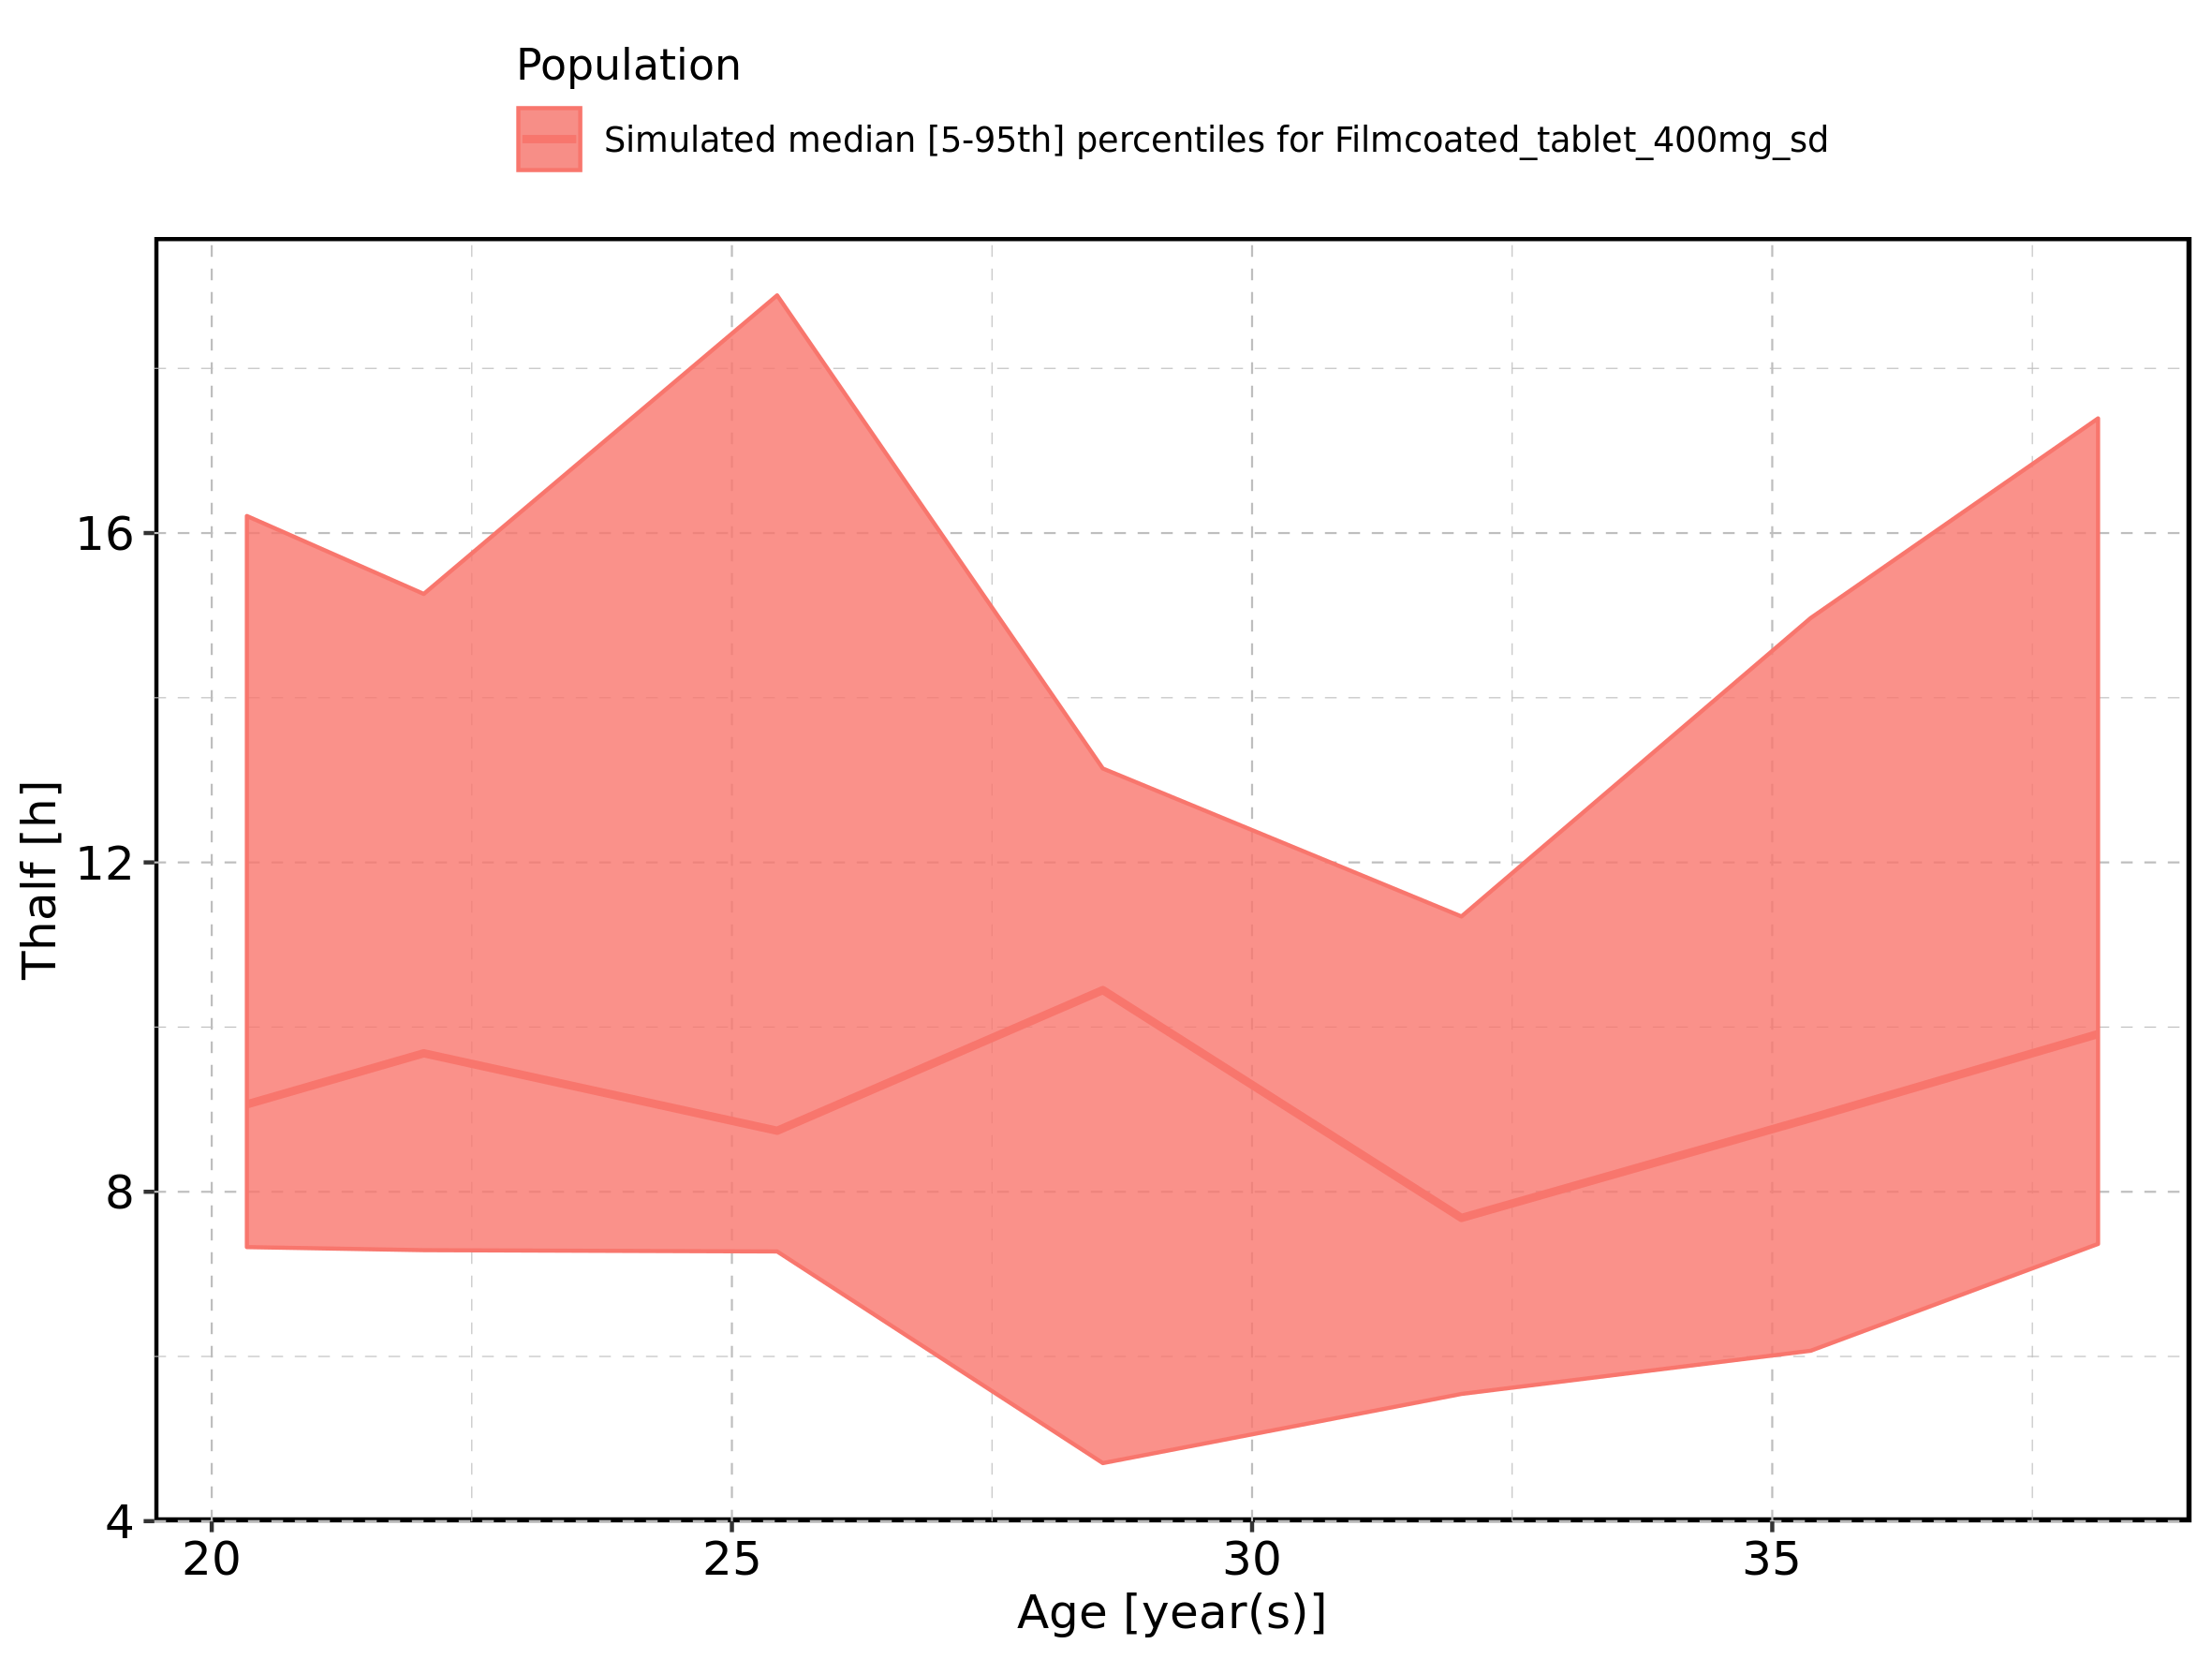 Population
Simulated median [5-95th] percentiles for Filmcoated_tablet_400mg_sd
Thalf [h]
16
12
8
4
20
25
30
35
Age [year(s)]